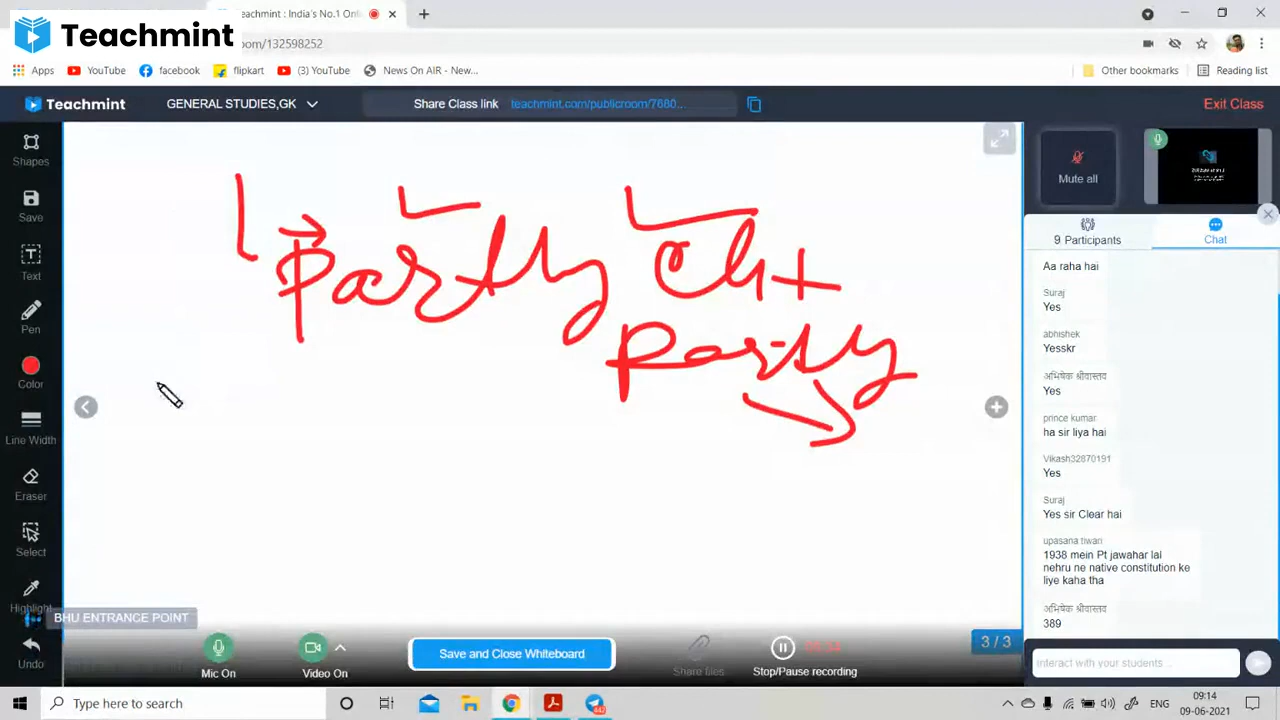 Teachmint : India's No.1 Onl
Teachmint
om/132598252
Apps YouTube facebook flipkart (3) YouTube News On AIR - New... Other bookmarks Reading list
Teachmint GENERAL STUDIES,GK Share Class link teachmint.com/publicroom/7680... Exit Class
Shapes
Save
Text
Pen
Color
Line Width
Eraser
Select
Highlight
Undo
Partly
Partly
Mute all
9 Participants Chat
Aa raha hai
Suraj
Yes
abhishek
Yesskr
अभिषेक श्रीवास्तव
Yes
prince kumar
ha sir liya hai
Vikash32870191
Yes
Suraj
Yes sir Clear hai
upasana tiwari
1938 mein Pt jawahar lal
nehru ne native constitution ke
liye kaha tha
अभिषेक श्रीवास्तव
389
Interact with your students ...
BHU ENTRANCE POINT
Mic On
Video On
Save and Close Whiteboard
Share files
Stop/Pause recording
3 / 3
Type here to search
442
ENG
09:14
09-06-2021